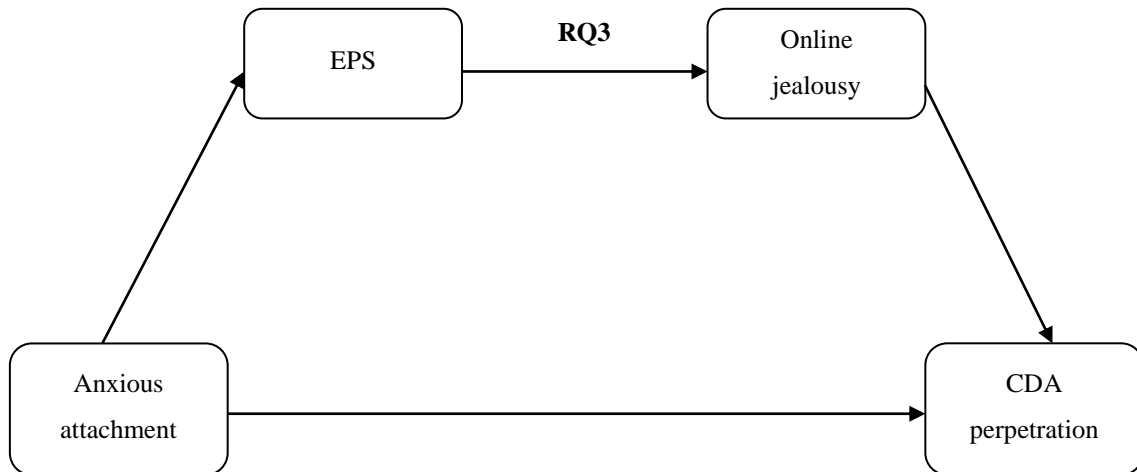 EPS
RQ3
Online
jealousy
Anxious
attachment
CDA
perpetration